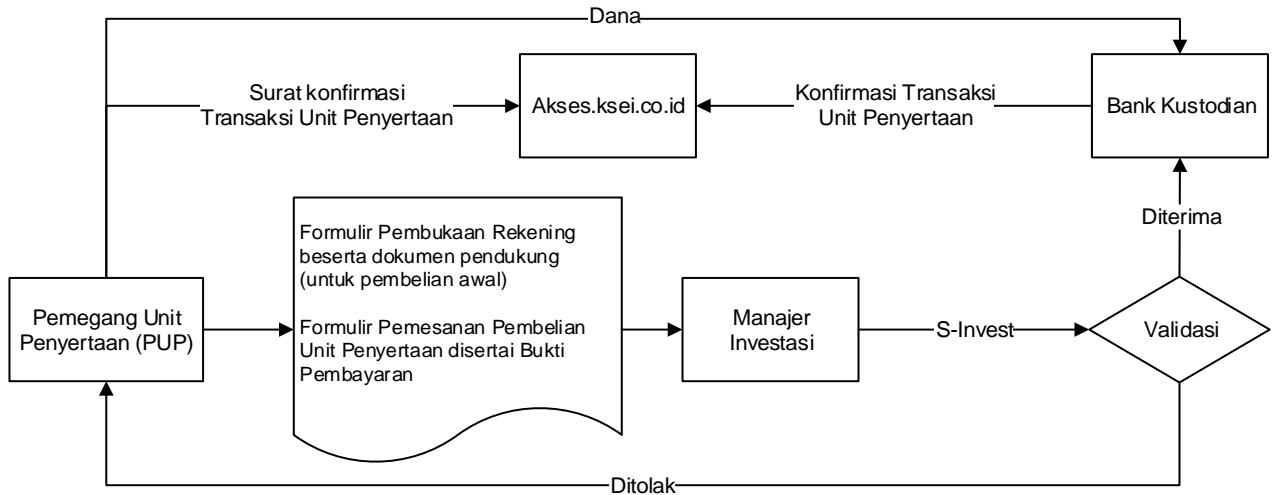 Dana
Surat konfirmasi
Transaksi Unit Penyertaan
Akses.ksei.co.id
Konfirmasi Transaksi
Unit Penyertaan
Bank Kustodian
Diterima
Pemegang Unit
Penyertaan (PUP)
Formulir Pembukaan Rekening
beserta dokumen pendukung
(untuk pembelian awal)
Formulir Pemesanan Pembelian
Unit Penyertaan disertai Bukti
Pembayaran
Manajer
Investasi
S-Invest
Validasi
Ditolak